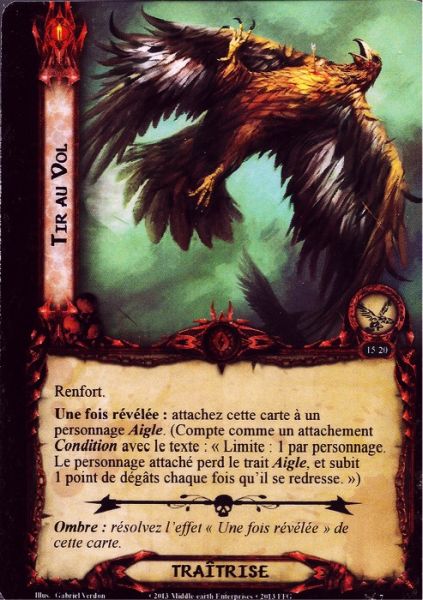 TIR AU VOL
15 20
Renfort.
Une fois révélée : attachez cette carte à un
personnage Aigle. (Compte comme un attachement
Condition avec le texte : « Limite : 1 par personnage.
Le personnage attaché perd le trait Aigle, et subit
1 point de dégâts chaque fois qu'il se redresse. »)
Ombre : résolvez l'effet « Une fois révélée » de
cette carte.
TRAÎTRISE
Illus. Gabriel Verdon ©2013 Middle earth Enterprises • 2013 FFG 7